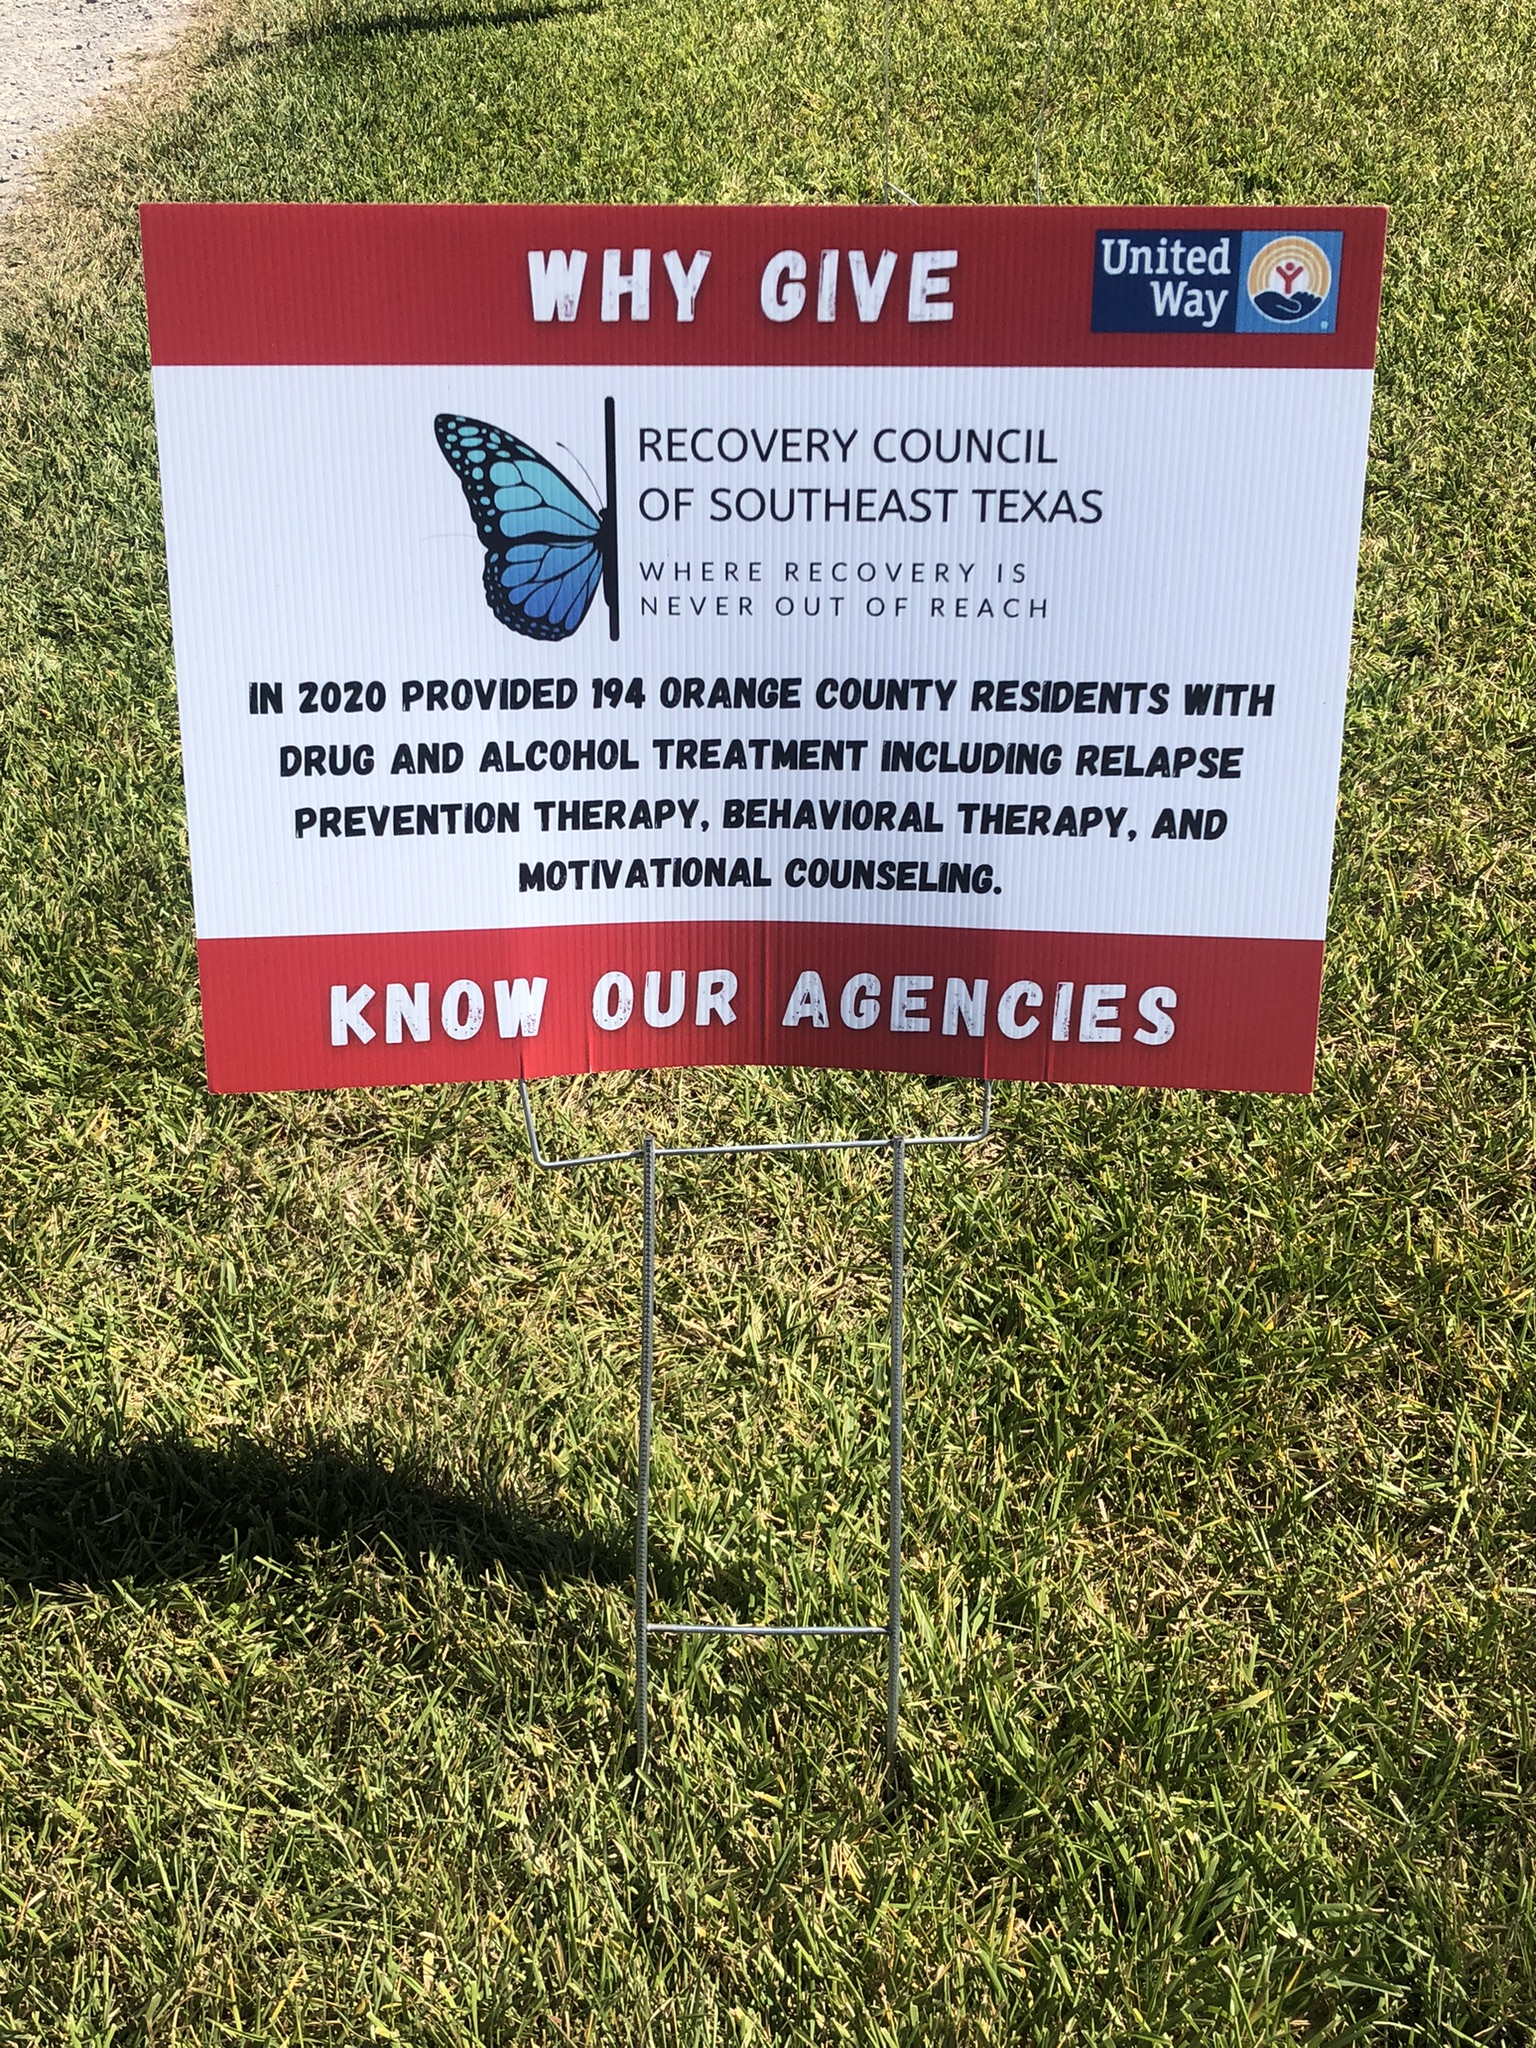 WHY GIVE
United
Way
RECOVERY COUNCIL
OF SOUTHEAST TEXAS
WHERE RECOVERY IS
NEVER OUT OF REACH
IN 2020 PROVIDED 194 ORANGE COUNTY RESIDENTS WITH
DRUG AND ALCOHOL TREATMENT INCLUDING RELAPSE
PREVENTION THERAPY, BEHAVIORAL THERAPY, AND
MOTIVATIONAL COUNSELING.
KNOW OUR AGENCIES